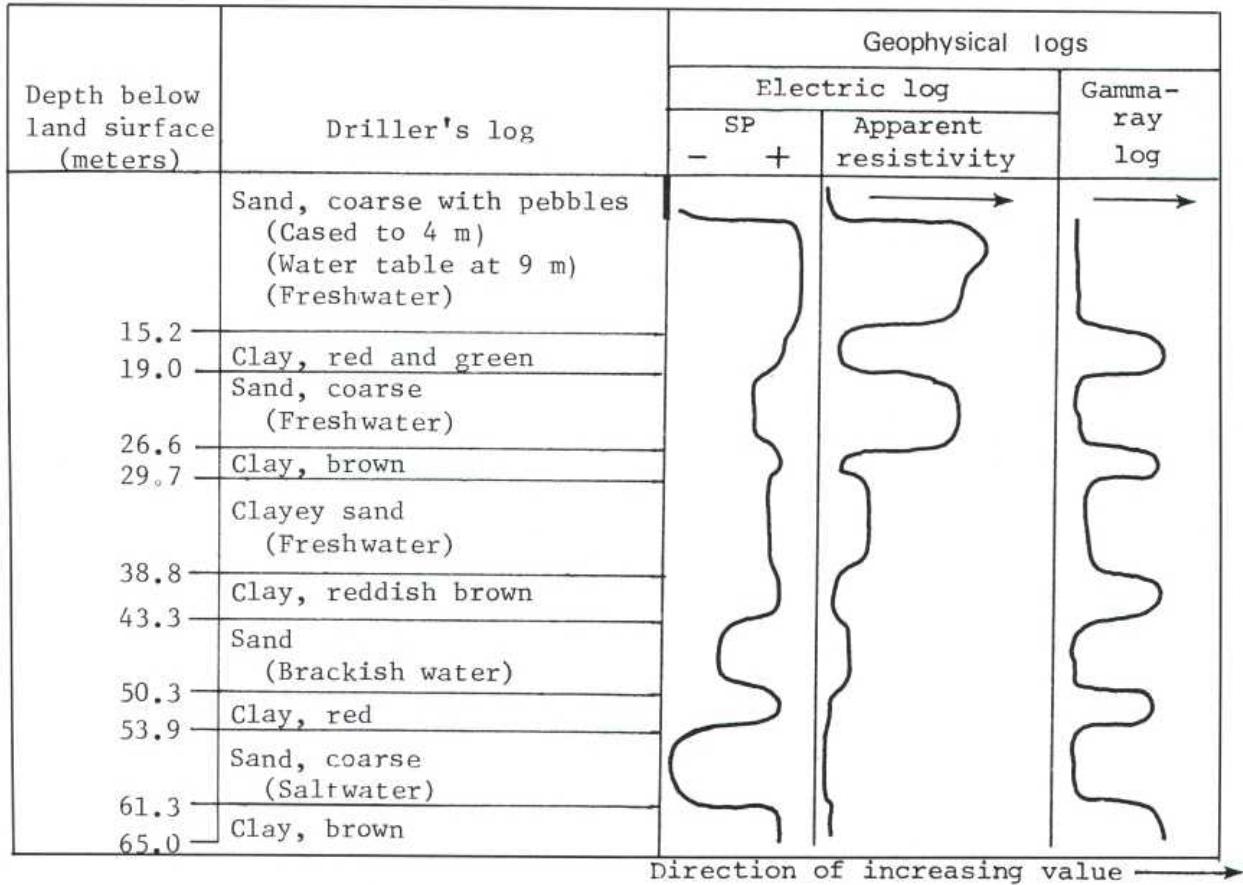 Geophysical logs
Electric log
Gamma-
ray
log
Depth below
land surface
(meters)
Driller's log
SP
- +
Apparent
resistivity
Sand, coarse with pebbles
(Cased to 4 m)
(Water table at 9 m)
(Freshwater)
15.2
Clay, red and green
19.0
Sand, coarse
(Freshwater)
26.6
Clay, brown
29.7
Clayey sand
(Freshwater)
38.8
Clay, reddish brown
43.3
Sand
(Brackish water)
50.3
Clay, red
53.9
Sand, coarse
(Saltwater)
61.3
Clay, brown
65.0
Direction of increasing value